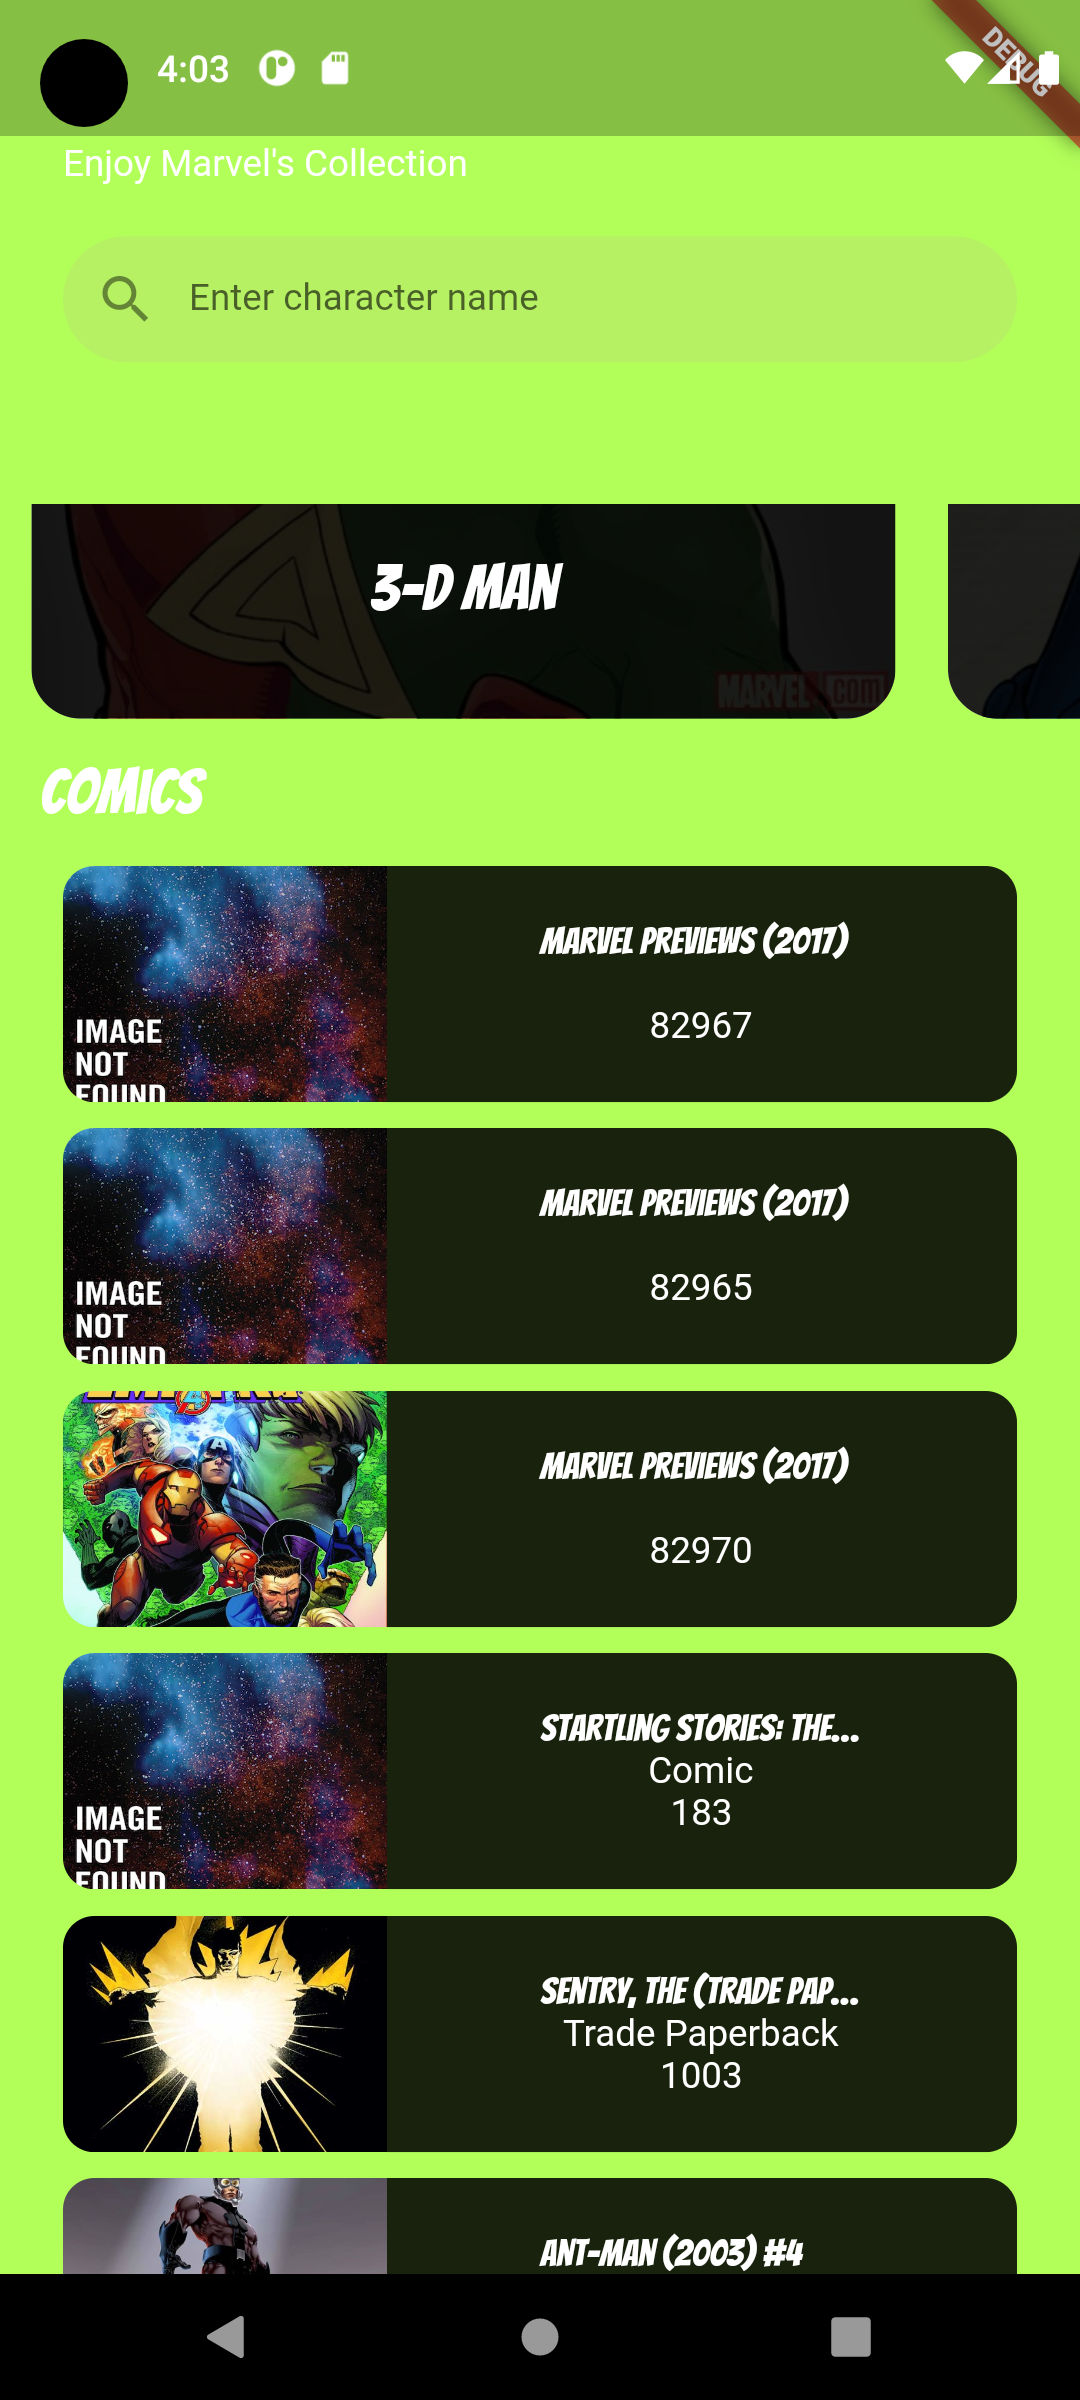 4:03
DEBUG
Enjoy Marvel's Collection
Enter character name
3-D MAN
MARVEL.com
COMICS
MARVEL PREVIEWS (2017)
82967
IMAGE
NOT
FOUND
MARVEL PREVIEWS (2017)
82965
IMAGE
NOT
FOUND
MARVEL PREVIEWS (2017)
82970
STARTLING STORIES: THE...
Comic
183
IMAGE
NOT
FOUND
SENTRY, THE (TRADE PAP...
Trade Paperback
1003
ANT-MAN (2003) #4